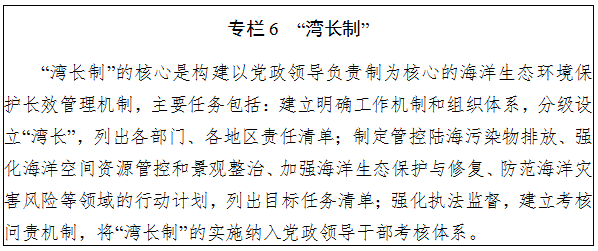 专栏 6 “湾长制”
“湾长制”的核心是构建以党政领导负责制为核心的海洋生态环境保
护长效管理机制，主要任务包括：建立明确工作机制和组织体系，分级设
立“湾长”，列出各部门、各地区责任清单；制定管控陆海污染物排放、强
化海洋空间资源管控和景观整治、加强海洋生态保护与修复、防范海洋灾
害风险等领域的行动计划，列出目标任务清单；强化执法监督，建立考核
问责机制，将“湾长制”的实施纳入党政领导干部考核体系。